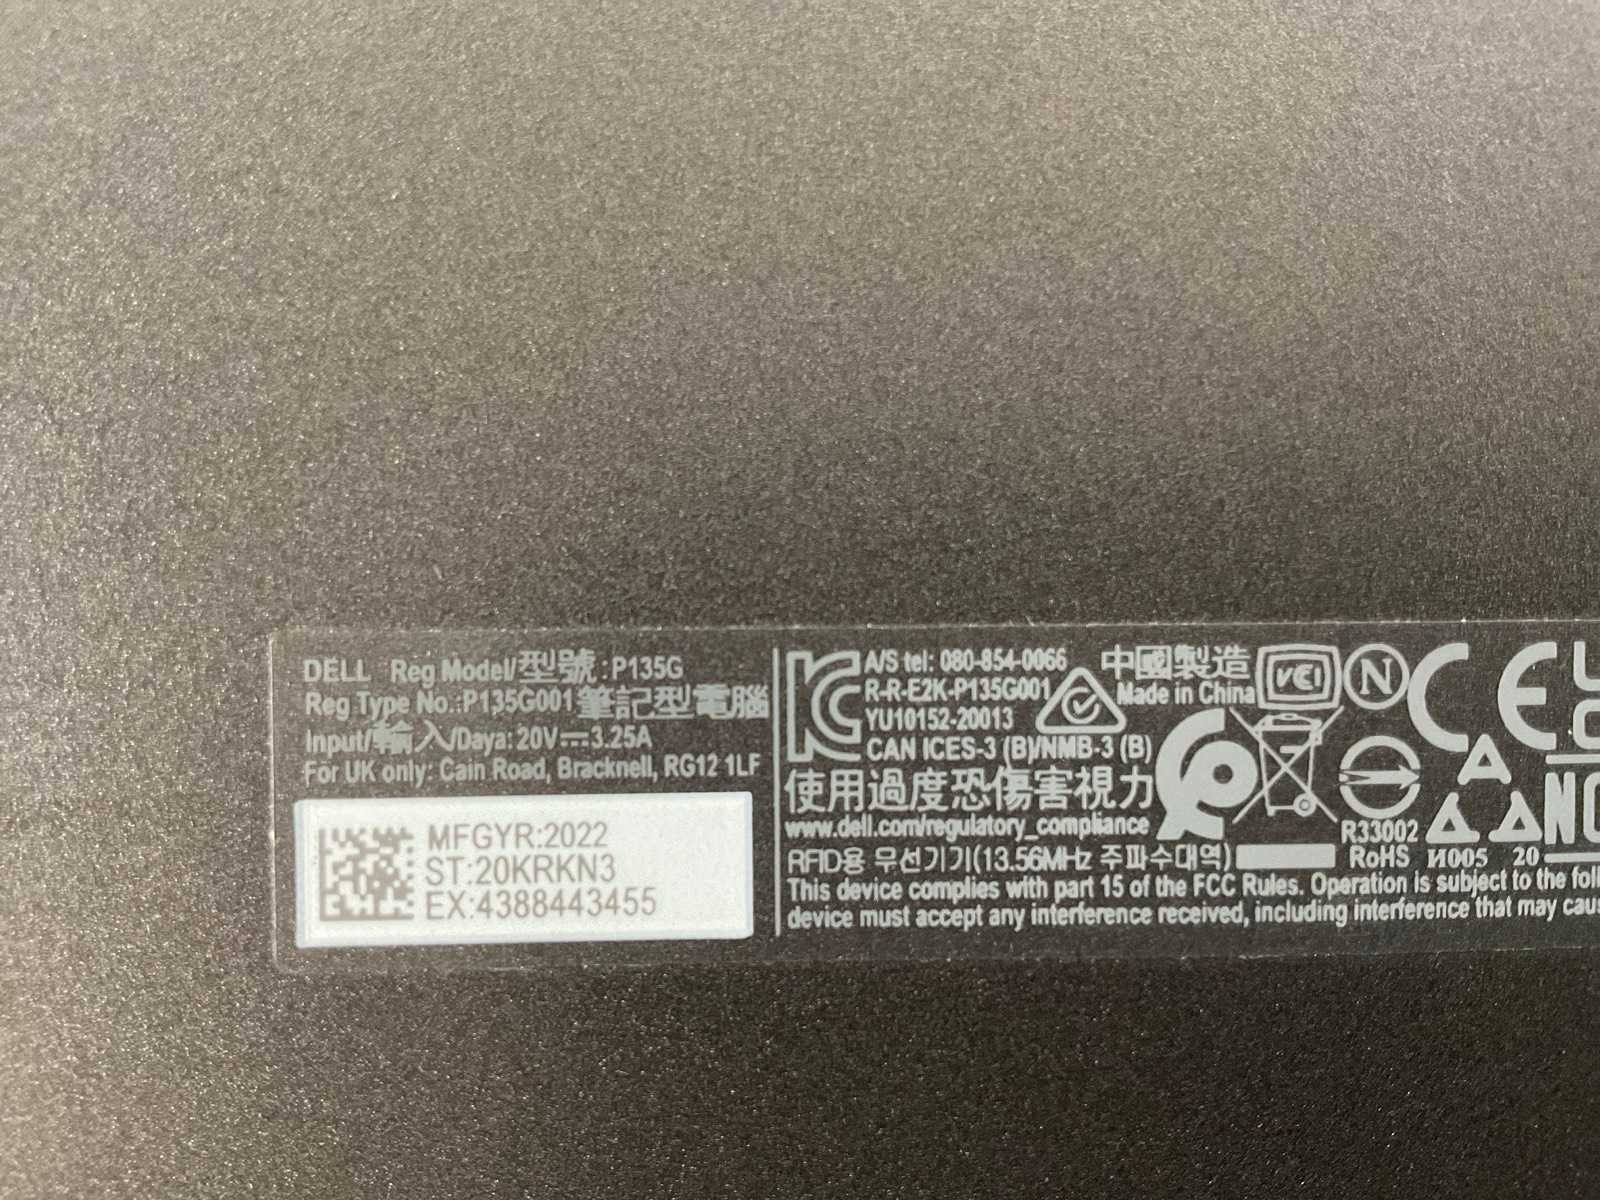 DELL Reg Model/型號:P135G
Reg Type No.:P135G001筆記型電腦
Input/輸入/Daya:20V⎓3.25A
For UK only: Cain Road, Bracknell, RG12 1LF
MFGYR:2022
ST:20KRKN3
EX:4388443455
A/S tel: 080-854-0066
R-R-E2K-P135G001
YU10152-20013
CAN ICES-3 (B)/NMB-3 (B)
中國製造
Made in China
VCI
N
CE
使用過度恐傷害視力
www.dell.com/regulatory_compliance
R33002
RoHS
И005 20
RFID용 무선기기(13.56MHz 주파수대역)
This device complies with part 15 of the FCC Rules. Operation is subject to the
device must accept any interference received, including interference that may